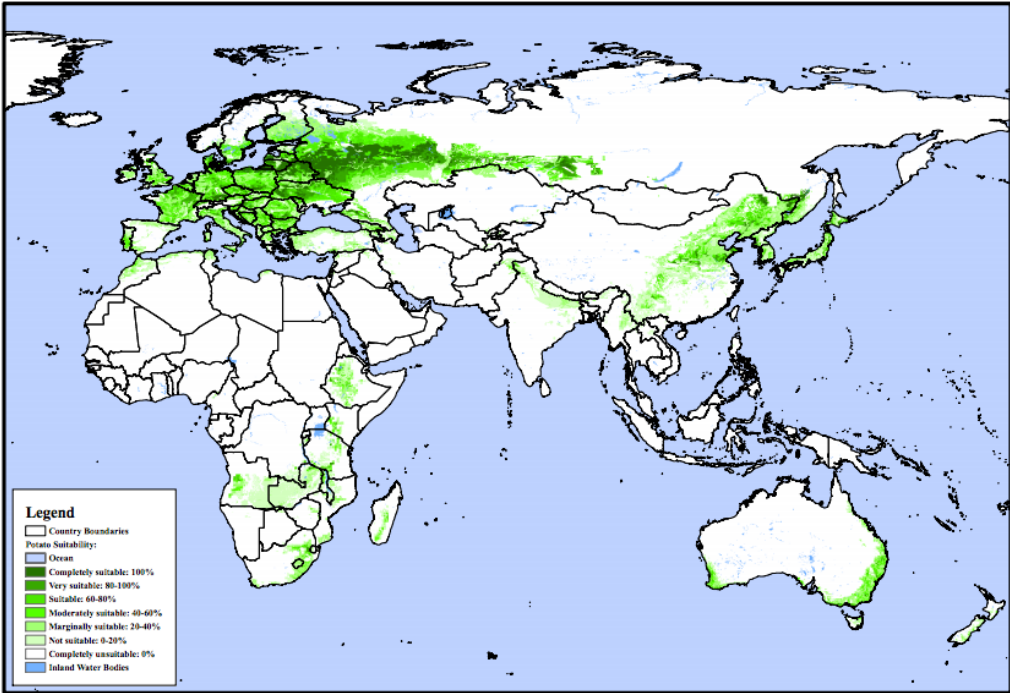 Legend
Country Boundaries
Potato Suitability:
Ocean
Completely suitable: 100%
Very suitable: 80-100%
Suitable: 60-80%
Moderately suitable: 40-60%
Marginally suitable: 20-40%
Not suitable: 0-20%
Completely unsuitable: 0%
Inland Water Bodies